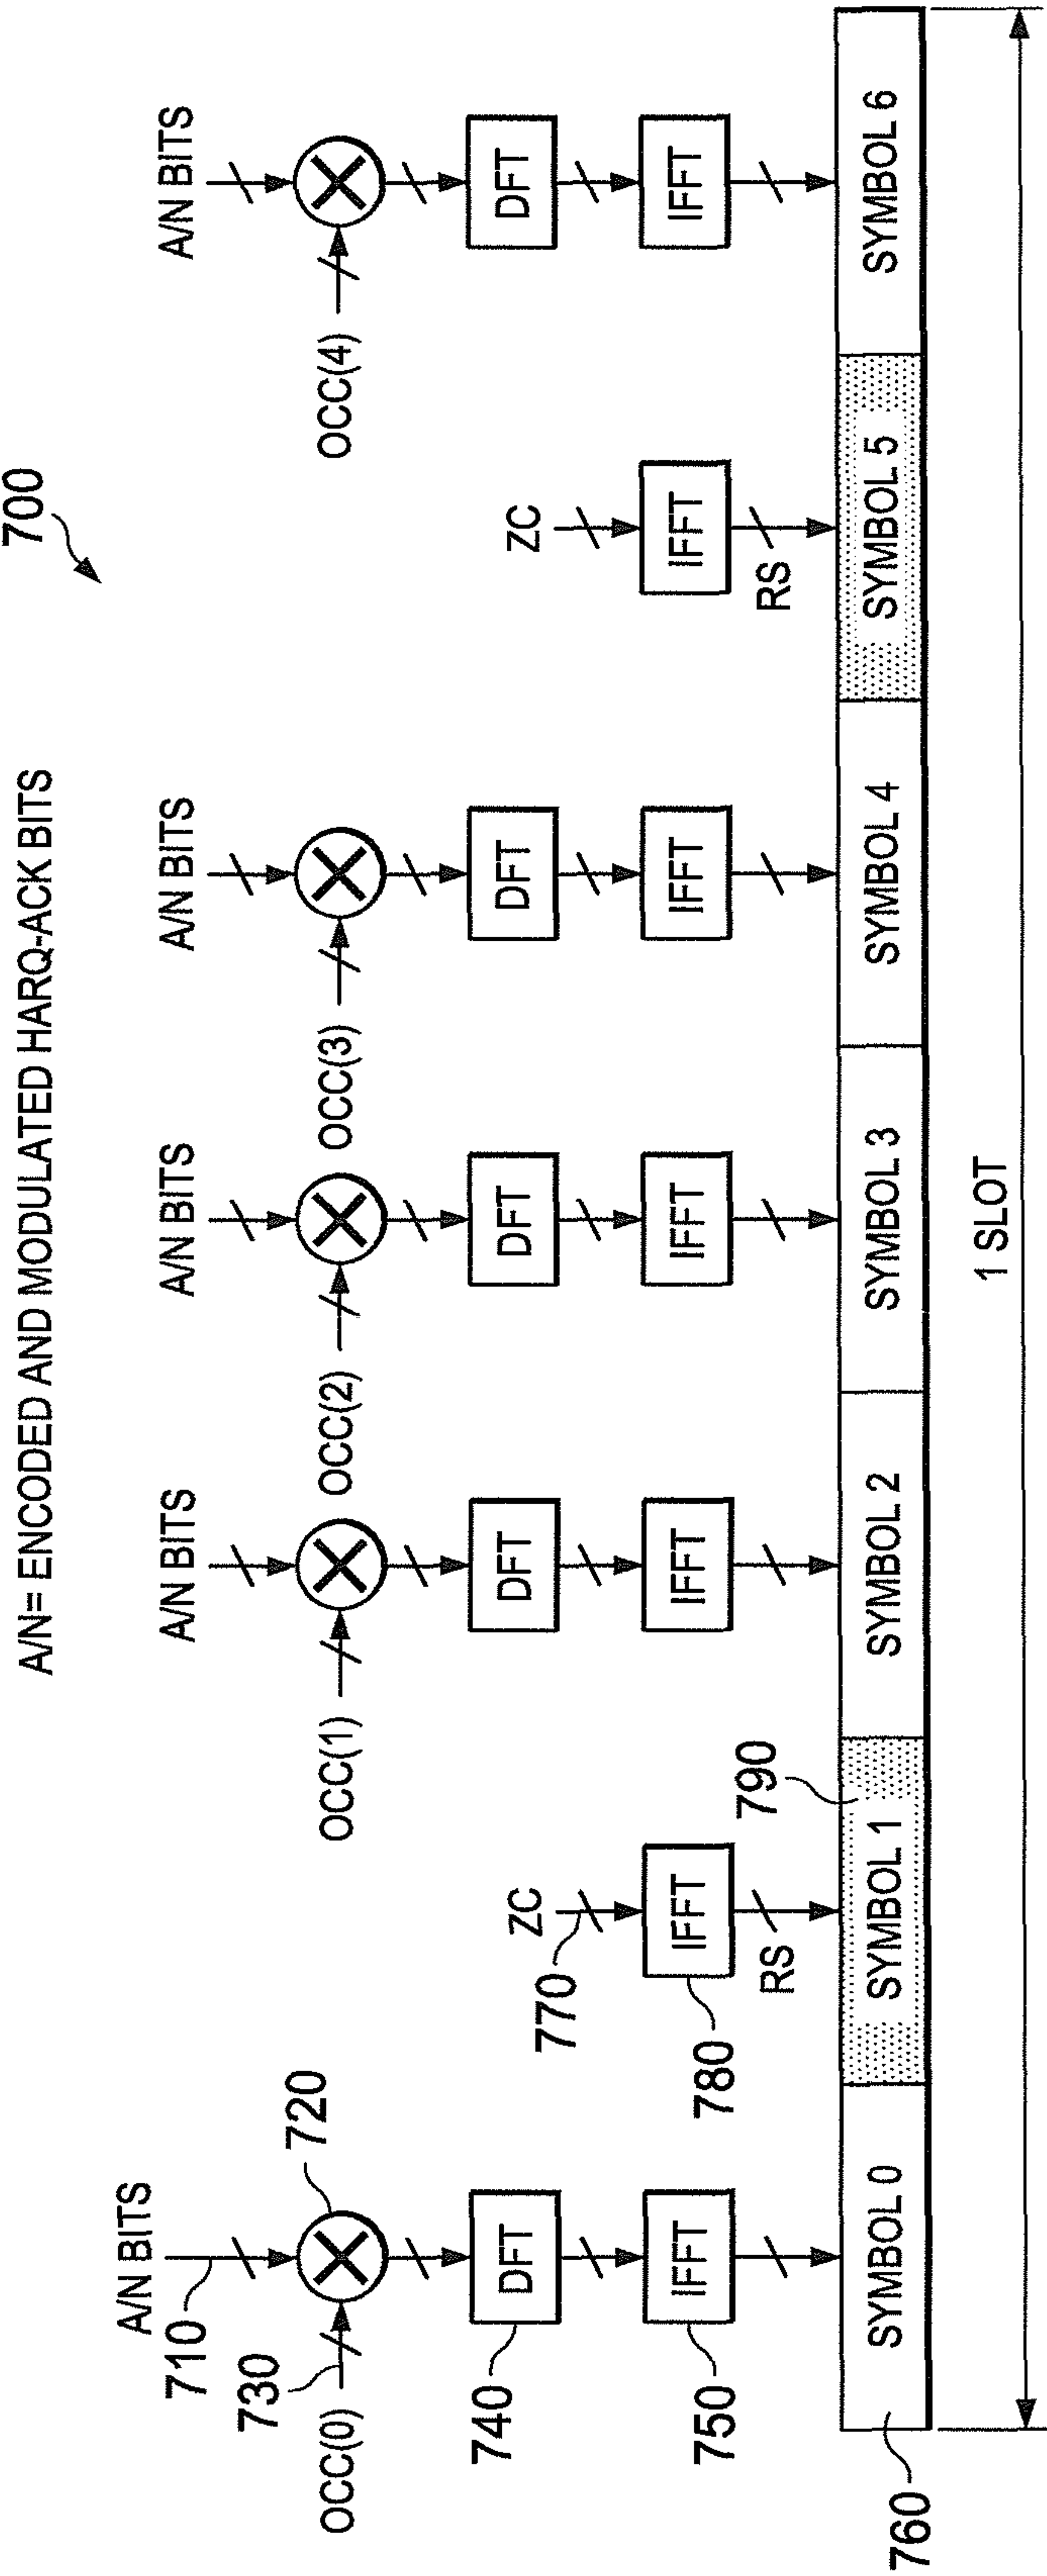 700
A/N= ENCODED AND MODULATED HARQ-ACK BITS
A/N BITS
A/N BITS
A/N BITS
A/N BITS
A/N BITS
710
720
730
OCC(0)
OCC(1)
OCC(2)
OCC(3)
OCC(4)
740
DFT
ZC
770
DFT
DFT
DFT
ZC
DFT
750
IFFT
780
IFFT
IFFT
IFFT
IFFT
IFFT
IFFT
RS
790
RS
760
SYMBOL 0
SYMBOL 1
SYMBOL 2
SYMBOL 3
SYMBOL 4
SYMBOL 5
SYMBOL 6
1 SLOT